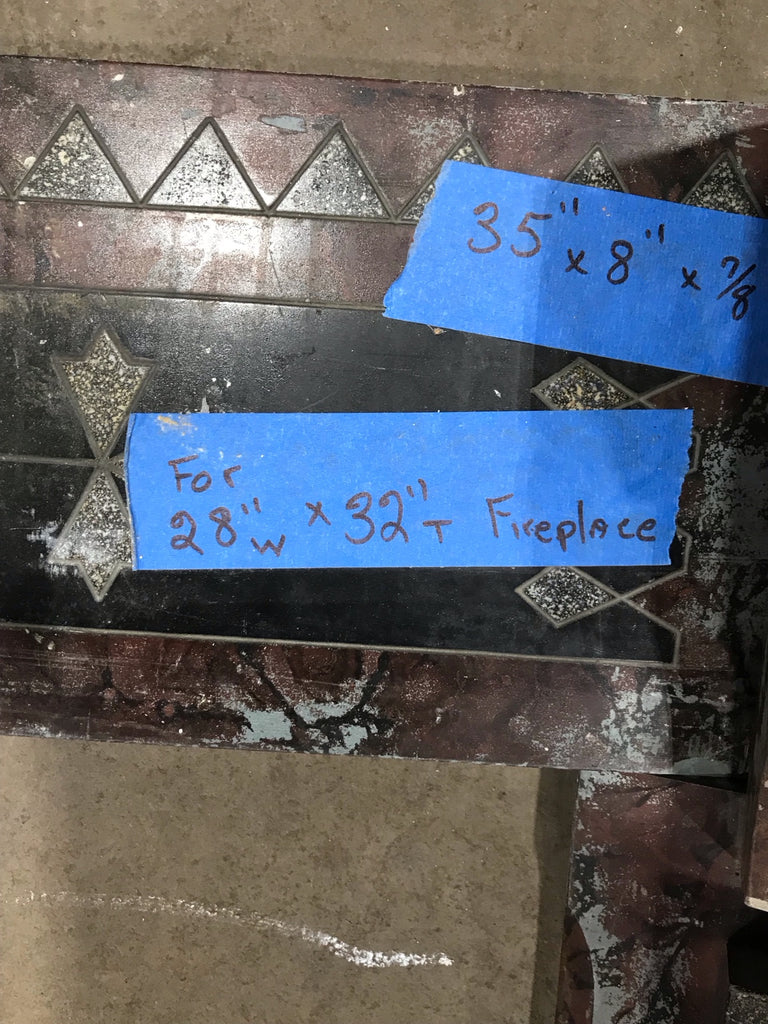 35" x 8" x 7/8
For
28"W x 32"T Fireplace